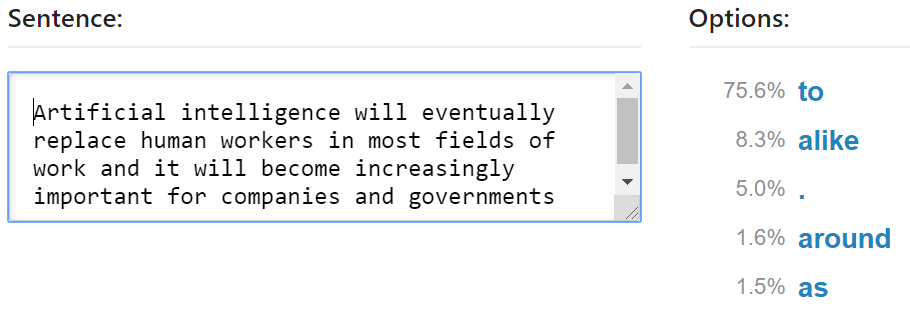 Sentence:
Artificial intelligence will eventually
replace human workers in most fields of
work and it will become increasingly
important for companies and governments
Options:
75.6% to
8.3% alike
5.0% .
1.6% around
1.5% as